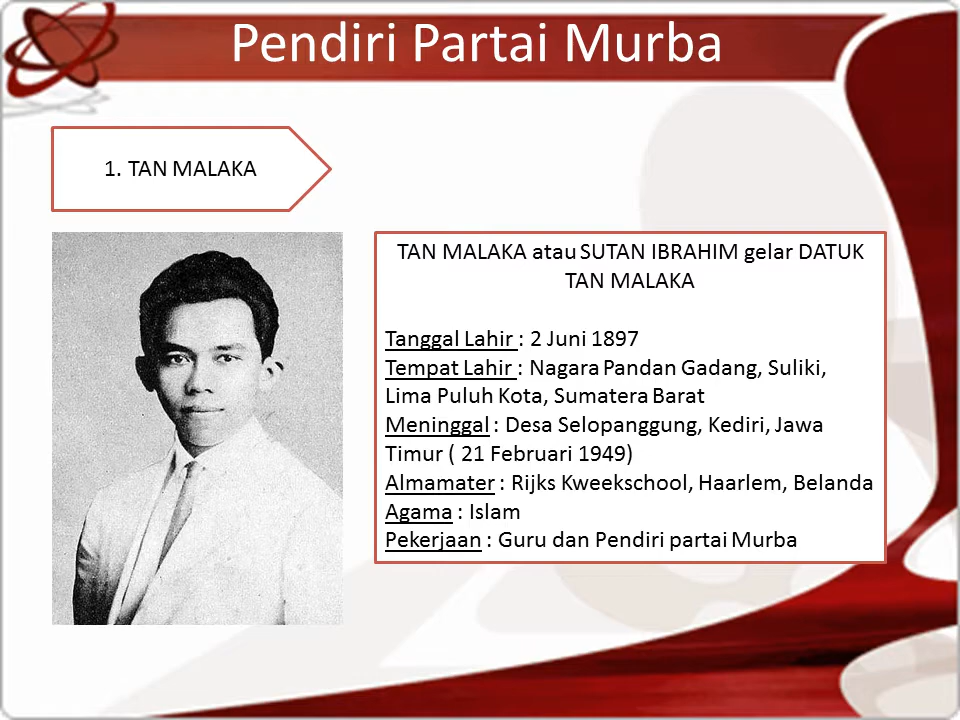 Pendiri Partai Murba
1. TAN MALAKA
TAN MALAKA atau SUTAN IBRAHIM gelar DATUK
TAN MALAKA
Tanggal Lahir : 2 Juni 1897
Tempat Lahir : Nagara Pandan Gadang, Suliki,
Lima Puluh Kota, Sumatera Barat
Meninggal : Desa Selopanggung, Kediri, Jawa
Timur ( 21 Februari 1949)
Almamater : Rijks Kweekschool, Haarlem, Belanda
Agama : Islam
Pekerjaan : Guru dan Pendiri partai Murba